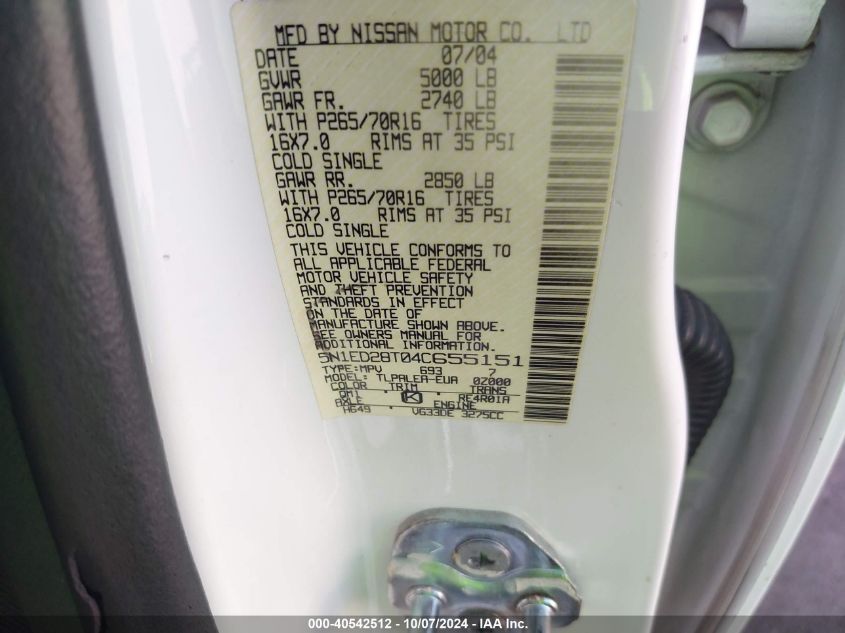 MFD BY NISSAN MOTOR CO. LTD
DATE 07/04
GVWR 5000 LB
GAWR FR. 2740 LB
WITH P265/70R16 TIRES
16X7.0 RIMS AT 35 PSI
COLD SINGLE
GAWR RR. 2850 LB
WITH P265/70R16 TIRES
16X7.0 RIMS AT 35 PSI
COLD SINGLE
THIS VEHICLE CONFORMS TO
ALL APPLICABLE FEDERAL
MOTOR VEHICLE SAFETY
AND THEFT PREVENTION
STANDARDS IN EFFECT
ON THE DATE OF
MANUFACTURE SHOWN ABOVE.
SEE OWNERS MANUAL FOR
ADDITIONAL INFORMATION.
5N1ED28T04C655151
TYPE:MPV 693 7
MODEL: TLPALEA-EUA 02000
COLOR TRIM TRANS
QM1 K RE4R01A
AXLE ENGINE
HG49 VG33DE 3275CC
000-40542512 - 10/07/2024 - IAA Inc.